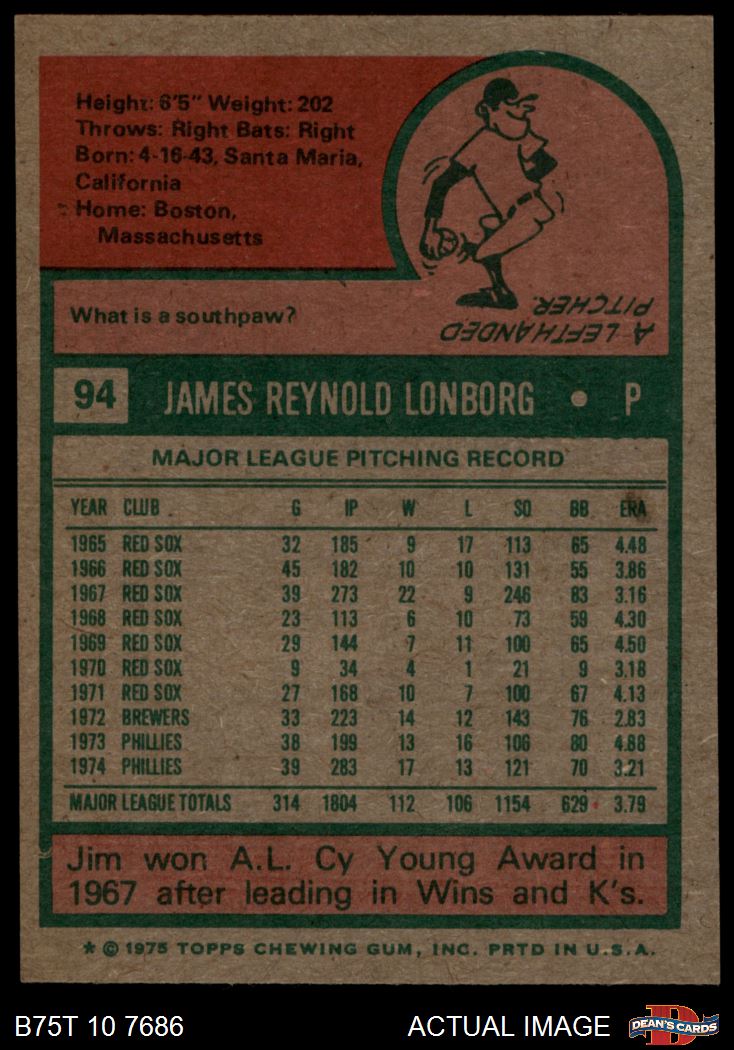 Height: 6'5" Weight: 202
Throws: Right Bats: Right
Born: 4-16-43, Santa Maria,
California
Home: Boston,
Massachusetts
What is a southpaw?
A LEFTHANDED
PITCHER.
94 JAMES REYNOLD LONBORG • P
MAJOR LEAGUE PITCHING RECORD
YEAR CLUB G IP W L SO BB ERA
1965 RED SOX 32 185 9 17 113 65 4.48
1966 RED SOX 45 182 10 10 131 55 3.86
1967 RED SOX 39 273 22 9 246 83 3.16
1968 RED SOX 23 113 6 10 73 59 4.30
1969 RED SOX 29 144 7 11 100 65 4.50
1970 RED SOX 9 34 4 1 21 9 3.18
1971 RED SOX 27 168 10 7 100 67 4.13
1972 BREWERS 33 223 14 12 143 76 2.83
1973 PHILLIES 38 199 13 16 106 80 4.88
1974 PHILLIES 39 283 17 13 121 70 3.21
MAJOR LEAGUE TOTALS 314 1804 112 106 1154 629 3.79
Jim won A.L. Cy Young Award in
1967 after leading in Wins and K's.
* © 1975 TOPPS CHEWING GUM, INC. PRTD IN U.S.A.
B75T 10 7686 ACTUAL IMAGE DEAN'S CARDS